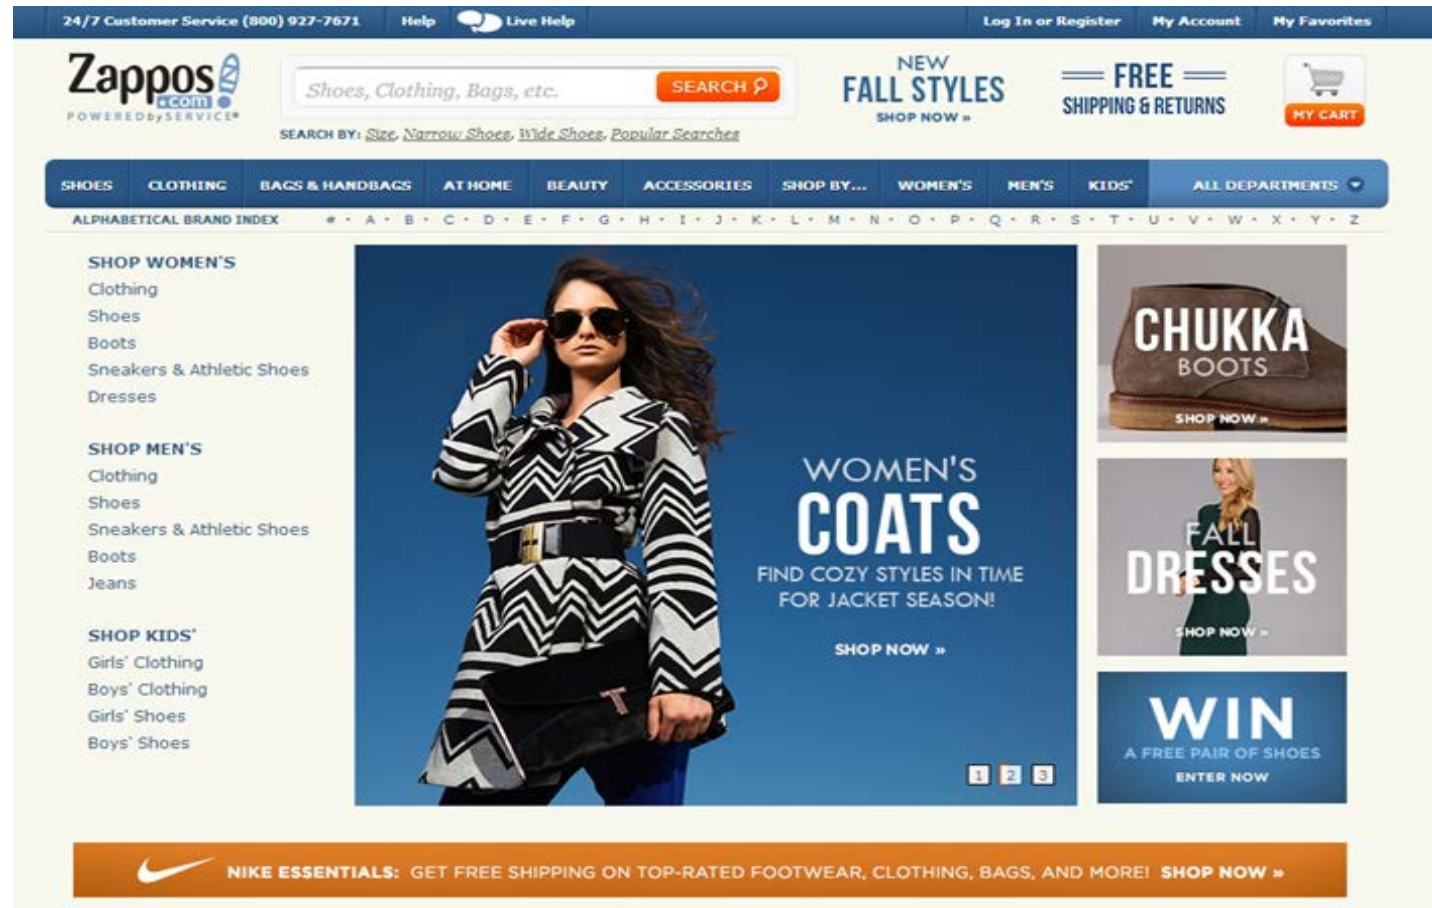 24/7 Customer Service (800) 927-7671 Help Live Help Log In or Register My Account My Favorites
Zappos
.com
POWERED by SERVICE®
Shoes, Clothing, Bags, etc. SEARCH
SEARCH BY: Size, Narrow Shoes, Wide Shoes, Popular Searches
NEW
FALL STYLES
SHOP NOW »
FREE
SHIPPING & RETURNS
MY CART
SHOES CLOTHING BAGS & HANDBAGS AT HOME BEAUTY ACCESSORIES SHOP BY... WOMEN'S MEN'S KIDS' ALL DEPARTMENTS
ALPHABETICAL BRAND INDEX # • A • B • C • D • E • F • G • H • I • J • K • L • M • N • O • P • Q • R • S • T • U • V • W • X • Y • Z
SHOP WOMEN'S
Clothing
Shoes
Boots
Sneakers & Athletic Shoes
Dresses
SHOP MEN'S
Clothing
Shoes
Sneakers & Athletic Shoes
Boots
Jeans
SHOP KIDS'
Girls' Clothing
Boys' Clothing
Girls' Shoes
Boys' Shoes
WOMEN'S
COATS
FIND COZY STYLES IN TIME
FOR JACKET SEASON!
SHOP NOW »
1 2 3
CHUKKA
BOOTS
SHOP NOW »
FALL
DRESSES
SHOP NOW »
WIN
A FREE PAIR OF SHOES
ENTER NOW
NIKE ESSENTIALS: GET FREE SHIPPING ON TOP-RATED FOOTWEAR, CLOTHING, BAGS, AND MORE! SHOP NOW »